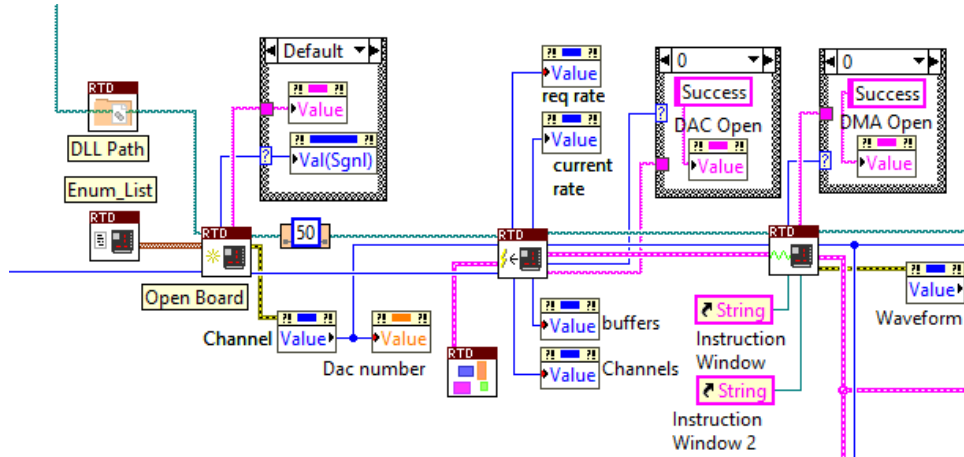 Default
?!
Value
?!
Val(Sgnl)
?
RTD
DLL Path
Enum_List
RTD
RTD
Open Board
50
?!
Channel
Value
?!
Value
Dac number
?!
Value
req rate
?!
Value
current
rate
0
Success
?
DAC Open
?!
Value
0
Success
DMA Open
?
?!
Value
RTD
RTD
RTD
?!
Value
buffers
?!
Value
Channels
String
Instruction
Window
String
Instruction
Window 2
?!
Value
Waveform